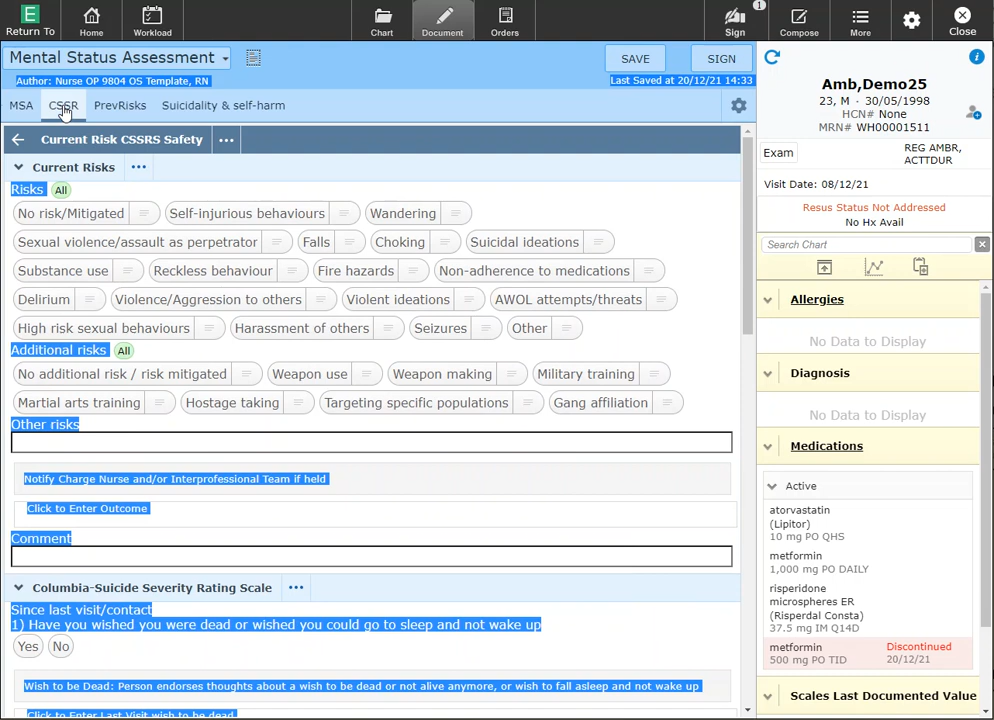 E
Return To
Home
Workload
Chart
Document
Orders
1
Sign
Compose
More
Close
Mental Status Assessment
SAVE
SIGN
Author: Nurse OP 9804 OS Template, RN
Last Saved at 20/12/21 14:33
MSA CSSR PrevRisks Suicidality & self-harm
Current Risk CSSRS Safety ...
Current Risks ...
Risks All
No risk/Mitigated Self-injurious behaviours Wandering
Sexual violence/assault as perpetrator Falls Choking Suicidal ideations
Substance use Reckless behaviour Fire hazards Non-adherence to medications
Delirium Violence/Aggression to others Violent ideations AWOL attempts/threats
High risk sexual behaviours Harassment of others Seizures Other
Additional risks All
No additional risk / risk mitigated Weapon use Weapon making Military training
Martial arts training Hostage taking Targeting specific populations Gang affiliation
Other risks
Notify Charge Nurse and/or Interprofessional Team if held
Click to Enter Outcome
Comment
Columbia-Suicide Severity Rating Scale ...
Since last visit/contact
1) Have you wished you were dead or wished you could go to sleep and not wake up
Yes No
Wish to be Dead: Person endorses thoughts about a wish to be dead or not alive anymore, or wish to fall asleep and not wake up
Click to Enter Last Visit wish to be dead
Amb,Demo25
23, M · 30/05/1998
HCN# None
MRN# WH00001511
Exam
REG AMBR,
ACTTDUR
Visit Date: 08/12/21
Resus Status Not Addressed
No Hx Avail
Search Chart
Allergies
No Data to Display
Diagnosis
No Data to Display
Medications
Active
atorvastatin
(Lipitor)
10 mg PO QHS
metformin
1,000 mg PO DAILY
risperidone
microspheres ER
(Risperdal Consta)
37.5 mg IM Q14D
metformin Discontinued
500 mg PO TID 20/12/21
Scales Last Documented Value